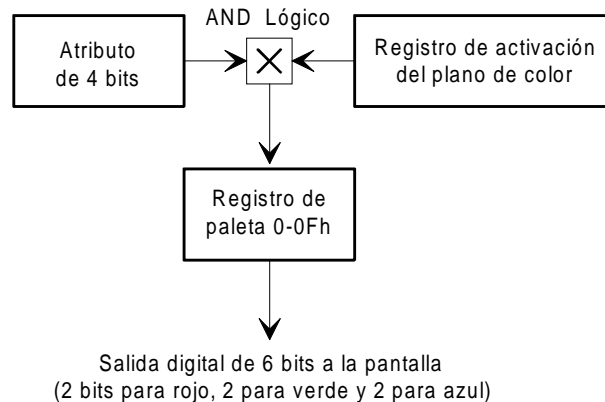 AND Lógico
Atributo
de 4 bits
Registro de activación
del plano de color
Registro de
paleta 0-0Fh
Salida digital de 6 bits a la pantalla
(2 bits para rojo, 2 para verde y 2 para azul)